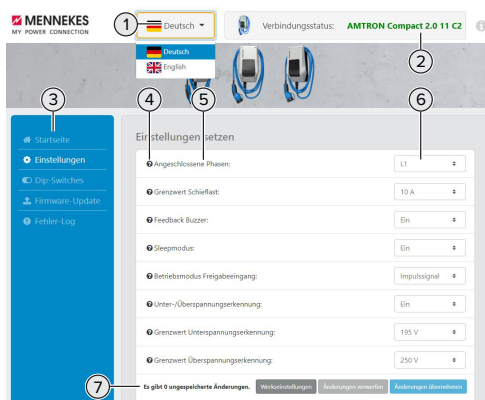 MENNEKES
MY POWER CONNECTION
1
Deutsch
Verbindungsstatus: AMTRON Compact 2.0 11 C2
Deutsch
English
2
3
4
5
6
Startseite
Einstellungen
Dip-Switches
Firmware-Update
Fehler-Log
Einstellungen setzen
Angeschlossene Phasen: L1
Grenzwert Schieflast: 10 A
Feedback Buzzer: Ein
Sleepmodus: Ein
Betriebsmodus Freigabeeingang: Impulssignal
Unter-/Überspannungserkennung: Ein
Grenzwert Unterspannungserkennung: 195 V
Grenzwert Überspannungserkennung: 250 V
7
Es gibt 0 ungespeicherte Änderungen. Werkseinstellungen Änderungen verwerfen Änderungen übernehmen